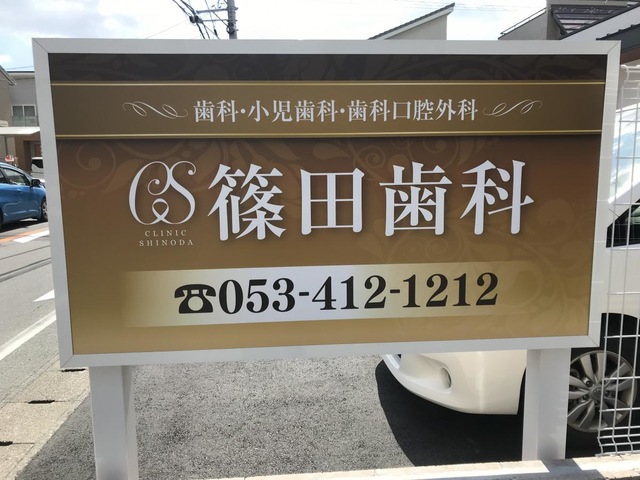 歯科・小児歯科・歯科口腔外科
CS
CLINIC
SHINODA
篠田歯科
☎053-412-1212